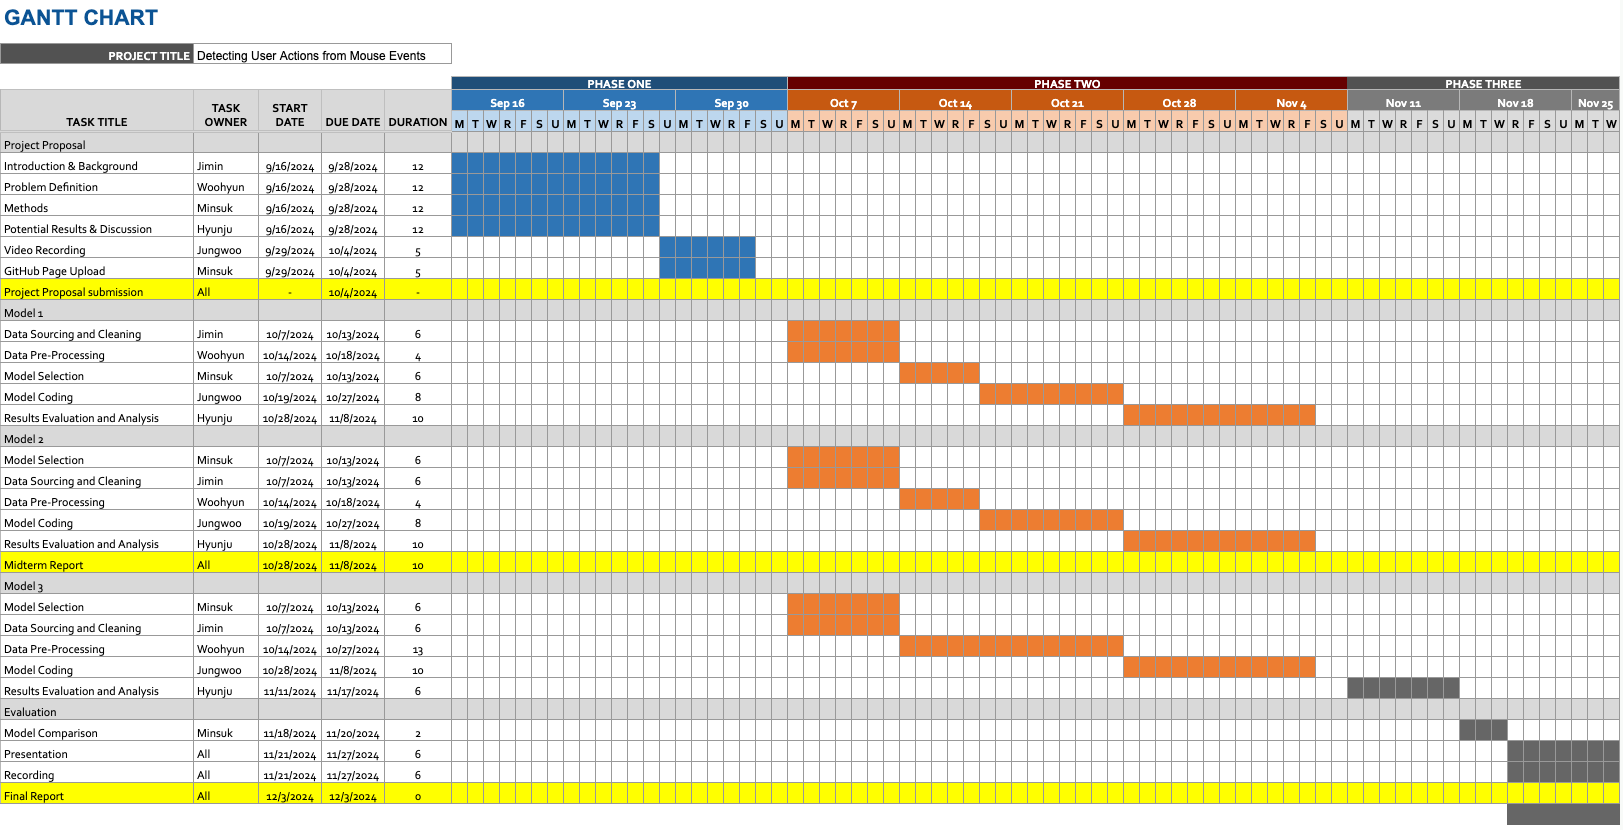 GANTT CHART
PROJECT TITLE Detecting User Actions from Mouse Events
PHASE ONE PHASE TWO PHASE THREE
TASK TITLE TASK OWNER START DATE DUE DATE DURATION Sep 16 Sep 23 Sep 30 Oct 7 Oct 14 Oct 21 Oct 28 Nov 4 Nov 11 Nov 18 Nov 25
M T W R F S U M T W R F S U M T W R F S U M T W R F S U M T W R F S U M T W R F S U M T W R F S U M T W R F S U M T W R F S U M T W R F S U M T W
Project Proposal
Introduction & Background Jimin 9/16/2024 9/28/2024 12
Problem Definition Woohyun 9/16/2024 9/28/2024 12
Methods Minsuk 9/16/2024 9/28/2024 12
Potential Results & Discussion Hyunju 9/16/2024 9/28/2024 12
Video Recording Jungwoo 9/29/2024 10/4/2024 5
GitHub Page Upload Minsuk 9/29/2024 10/4/2024 5
Project Proposal submission All - 10/4/2024 -
Model 1
Data Sourcing and Cleaning Jimin 10/7/2024 10/13/2024 6
Data Pre-Processing Woohyun 10/14/2024 10/18/2024 4
Model Selection Minsuk 10/7/2024 10/13/2024 6
Model Coding Jungwoo 10/19/2024 10/27/2024 8
Results Evaluation and Analysis Hyunju 10/28/2024 11/8/2024 10
Model 2
Model Selection Minsuk 10/7/2024 10/13/2024 6
Data Sourcing and Cleaning Jimin 10/7/2024 10/13/2024 6
Data Pre-Processing Woohyun 10/14/2024 10/18/2024 4
Model Coding Jungwoo 10/19/2024 10/27/2024 8
Results Evaluation and Analysis Hyunju 10/28/2024 11/8/2024 10
Midterm Report All 10/28/2024 11/8/2024 10
Model 3
Model Selection Minsuk 10/7/2024 10/13/2024 6
Data Sourcing and Cleaning Jimin 10/7/2024 10/13/2024 6
Data Pre-Processing Woohyun 10/14/2024 10/27/2024 13
Model Coding Jungwoo 10/28/2024 11/8/2024 10
Results Evaluation and Analysis Hyunju 11/11/2024 11/17/2024 6
Evaluation
Model Comparison Minsuk 11/18/2024 11/20/2024 2
Presentation All 11/21/2024 11/27/2024 6
Recording All 11/21/2024 11/27/2024 6
Final Report All 12/3/2024 12/3/2024 0